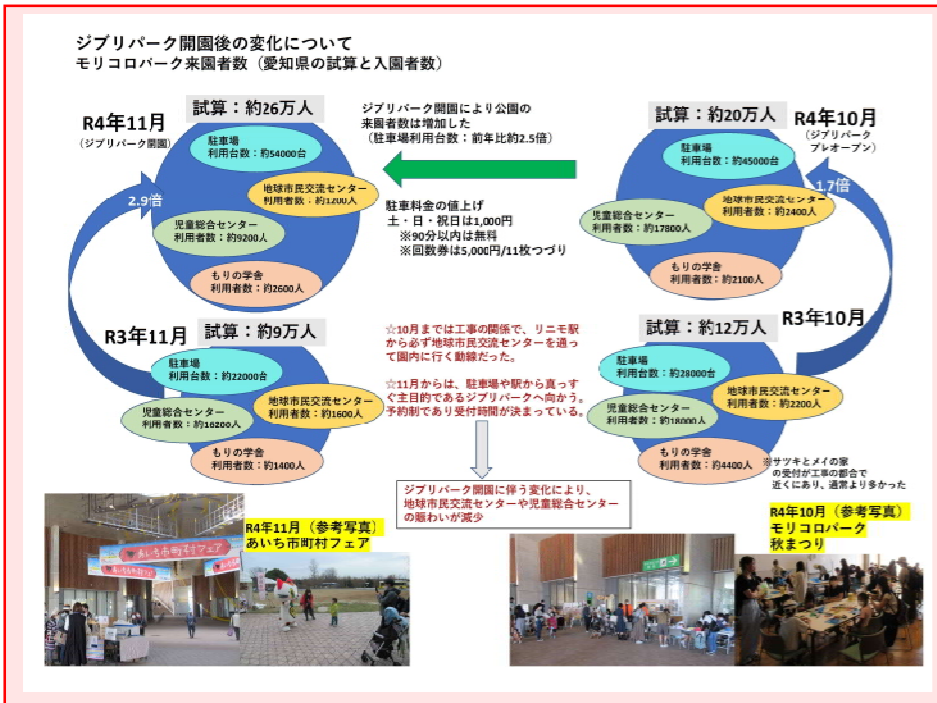 ジブリパーク開園後の変化について
モリコロパーク来園者数（愛知県の試算と入園者数）
試算：約26万人
R4年11月
（ジブリパーク開園）
駐車場
利用台数：約54000台
地球市民交流センター
利用者数：約1200人
児童総合センター
利用者数：約9200人
もりの学舎
利用者数：約2600人
2.9倍
ジブリパーク開園により公園の
来園者数は増加した
（駐車場利用台数：前年比約2.5倍）
駐車料金の値上げ
土・日・祝日は1,000円
※90分以内は無料
※回数券は5,000円/11枚つづり
試算：約20万人
R4年10月
（ジブリパーク
プレオープン）
駐車場
利用台数：約45000台
1.7倍
地球市民交流センター
利用者数：約2400人
児童総合センター
利用者数：約17800人
もりの学舎
利用者数：約2100人
R3年11月
試算：約9万人
駐車場
利用台数：約22000台
地球市民交流センター
利用者数：約1600人
児童総合センター
利用者数：約16200人
もりの学舎
利用者数：約1400人
☆10月までは工事の関係で、リニモ駅
から必ず地球市民交流センターを通っ
て園内に行く動線だった。
☆11月からは、駐車場や駅から真っす
ぐ主目的であるジブリパークへ向かう。
予約制であり受付時間が決まっている。
ジブリパーク開園に伴う変化により、
地球市民交流センターや児童総合センター
の賑わいが減少
試算：約12万人
R3年10月
駐車場
利用台数：約28000台
地球市民交流センター
利用者数：約2200人
児童総合センター
利用者数：約18000人
もりの学舎
利用者数：約4400人
※サツキとメイの家
の受付が工事の都合で
近くにあり、通常より多かった
R4年11月（参考写真）
あいち市町村フェア
R4年10月（参考写真）
モリコロパーク
秋まつり
あいち市町村フェア